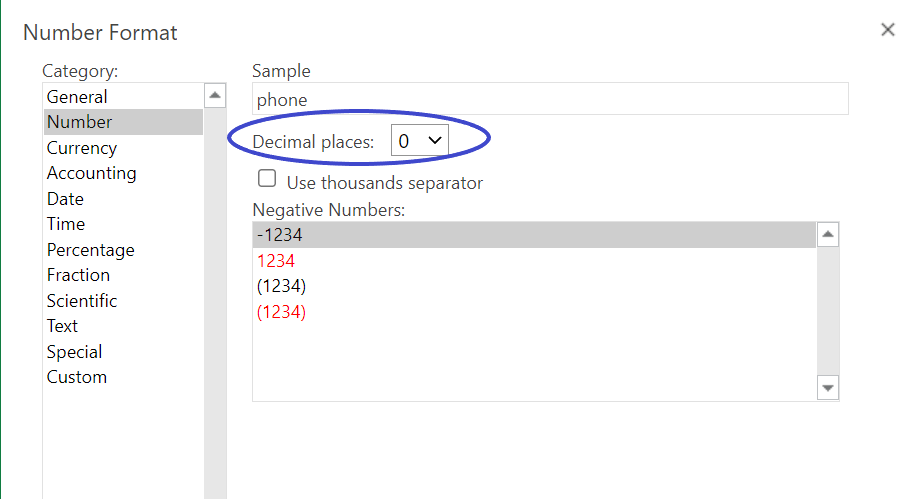 Number Format
Category:
General
Number
Currency
Accounting
Date
Time
Percentage
Fraction
Scientific
Text
Special
Custom
Sample
phone
Decimal places: 0
Use thousands separator
Negative Numbers:
-1234
1234
(1234)
(1234)